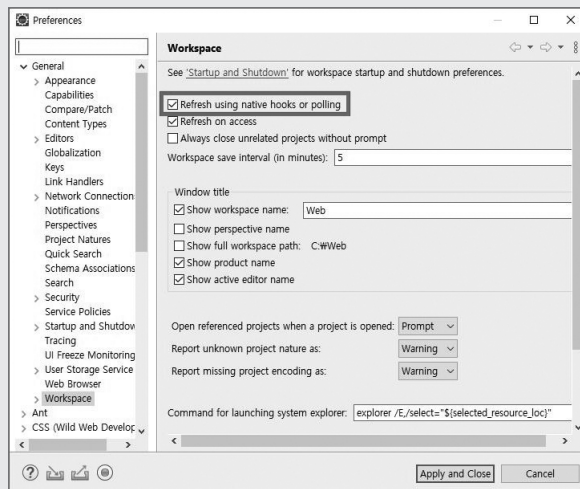 Preferences
General
Appearance
Capabilities
Compare/Patch
Content Types
Editors
Globalization
Keys
Link Handlers
Network Connection
Notifications
Perspectives
Project Natures
Quick Search
Schema Associations
Search
Security
Service Policies
Startup and Shutdow
Tracing
UI Freeze Monitoring
User Storage Service
Web Browser
Workspace
Ant
CSS (Wild Web Develop
Workspace
See 'Startup and Shutdown' for workspace startup and shutdown preferences.
Refresh using native hooks or polling
Refresh on access
Always close unrelated projects without prompt
Workspace save interval (in minutes): 5
Window title
Show workspace name: Web
Show perspective name
Show full workspace path: C:₩Web
Show product name
Show active editor name
Open referenced projects when a project is opened: Prompt
Report unknown project nature as: Warning
Report missing project encoding as: Warning
Command for launching system explorer: explorer /E,/select="${selected_resource_loc}"
Apply and Close Cancel